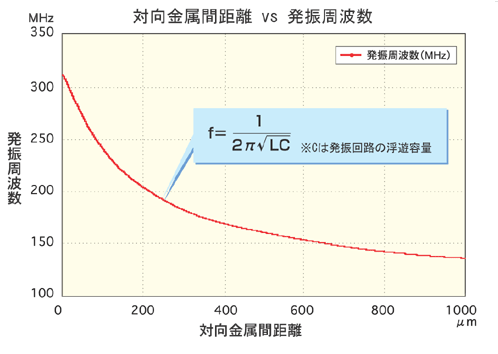 対向金属間距離 vs 発振周波数
MHz
350
300
250
200
150
100
発振周波数
発振周波数(MHz)
f= 1 / 2π√LC ※Cは発振回路の浮遊容量
0 200 400 600 800 1000
μm
対向金属間距離